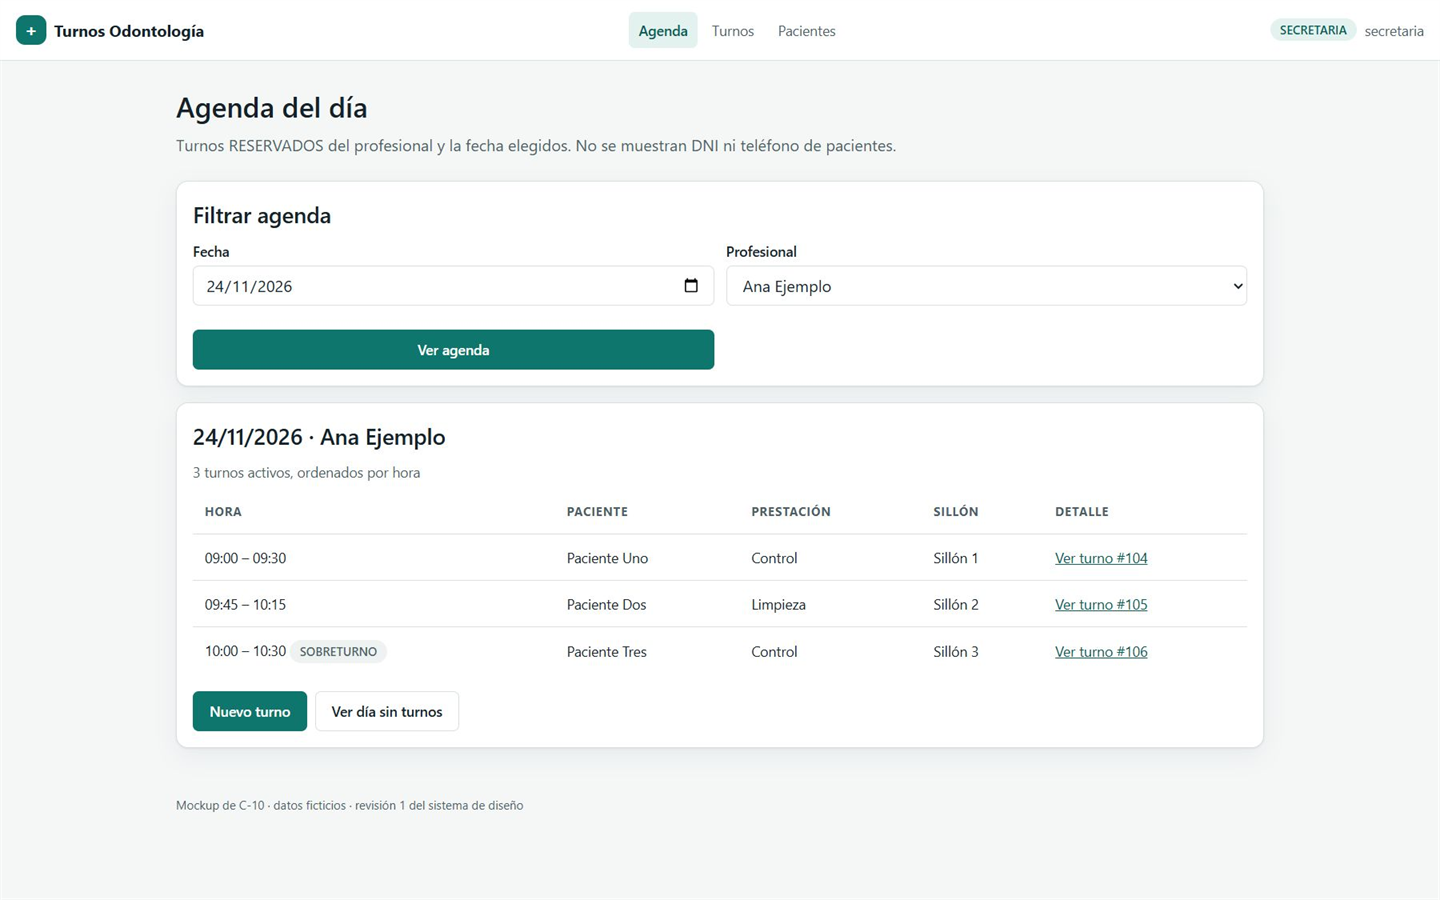 + Turnos Odontología Agenda Turnos Pacientes SECRETARIA secretaria
Agenda del día
Turnos RESERVADOS del profesional y la fecha elegidos. No se muestran DNI ni teléfono de pacientes.
Filtrar agenda
Fecha Profesional
24/11/2026 Ana Ejemplo
Ver agenda
24/11/2026 · Ana Ejemplo
3 turnos activos, ordenados por hora
HORA PACIENTE PRESTACIÓN SILLÓN DETALLE
09:00 – 09:30 Paciente Uno Control Sillón 1 Ver turno #104
09:45 – 10:15 Paciente Dos Limpieza Sillón 2 Ver turno #105
10:00 – 10:30 SOBRETURNO Paciente Tres Control Sillón 3 Ver turno #106
Nuevo turno Ver día sin turnos
Mockup de C-10 · datos ficticios · revisión 1 del sistema de diseño